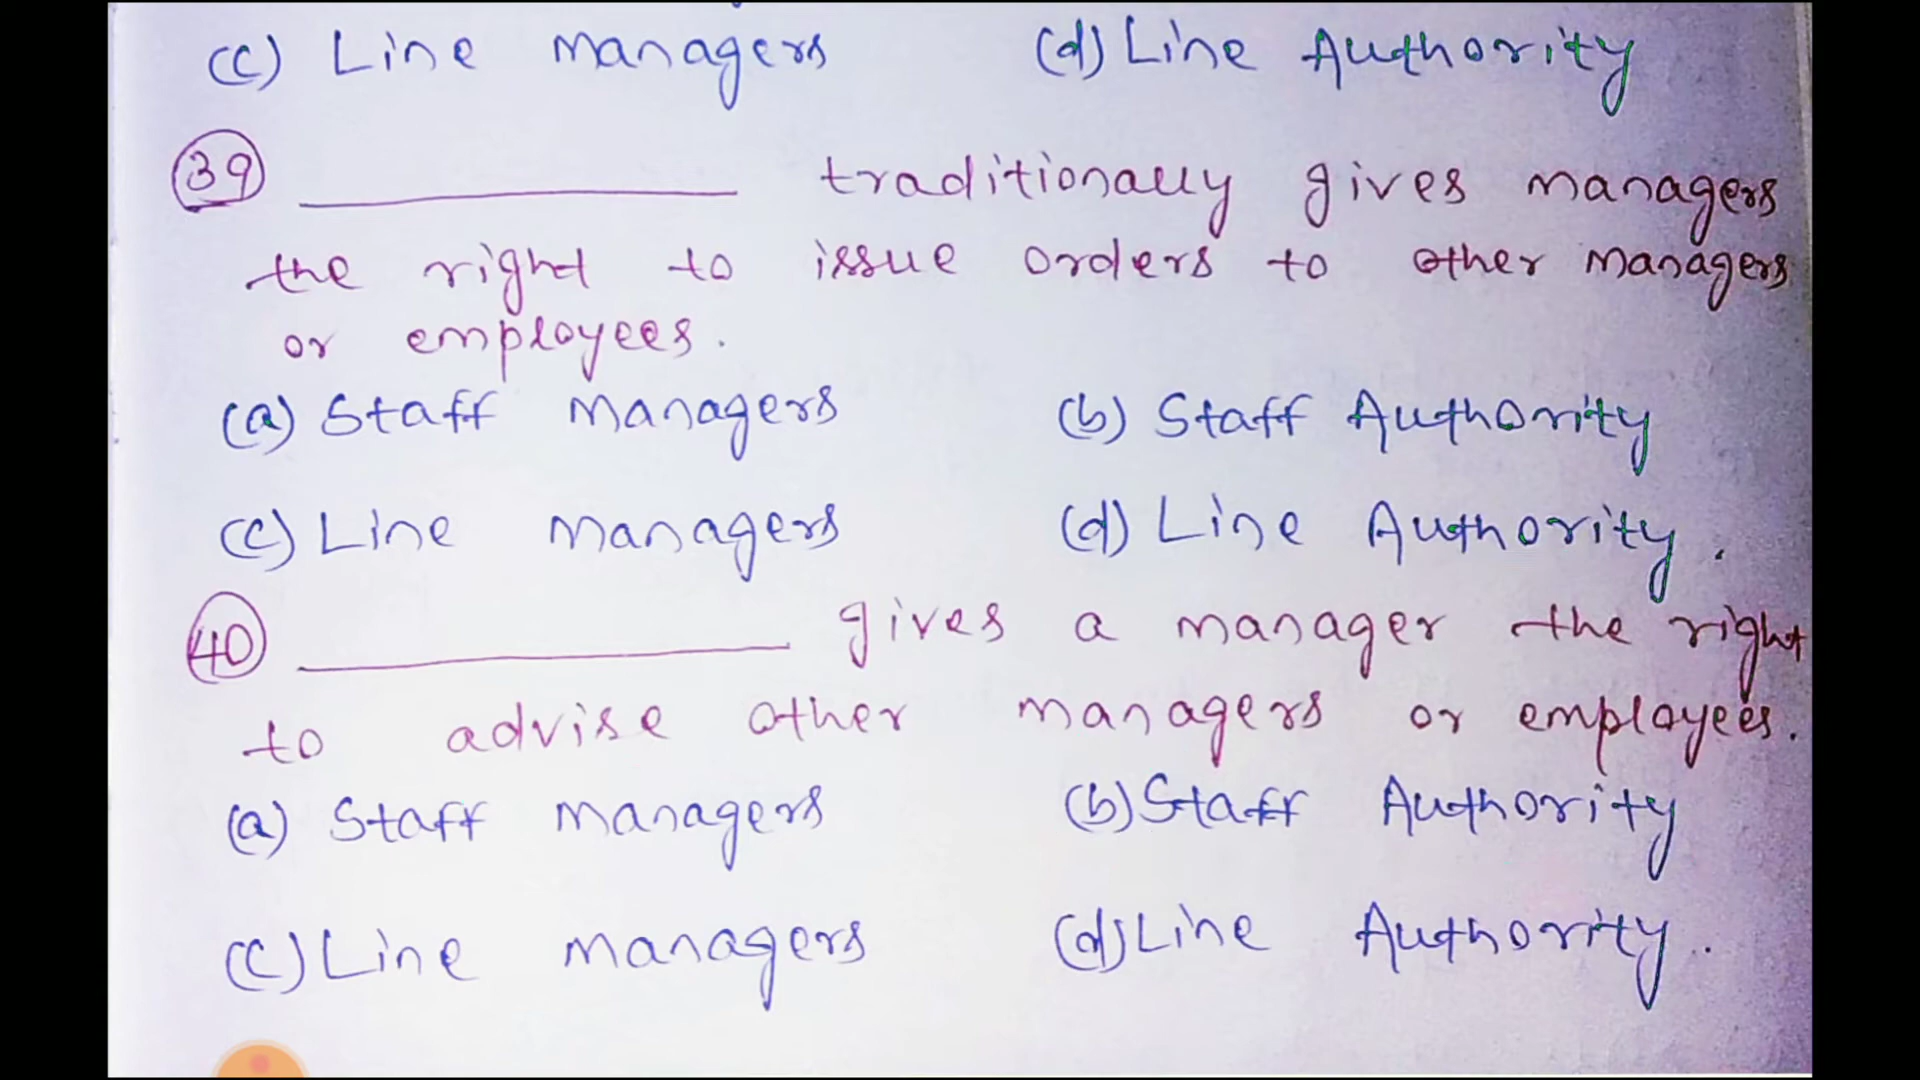 (c) Line Managers (d) Line Authority
39 __________ traditionally gives managers
the right to issue orders to other managers
or employees.
(a) Staff Managers (b) Staff Authority
(c) Line Managers (d) Line Authority.
40 __________ gives a manager the right
to advise other managers or employees.
(a) Staff Managers (b) Staff Authority
(c) Line Managers (d) Line Authority.